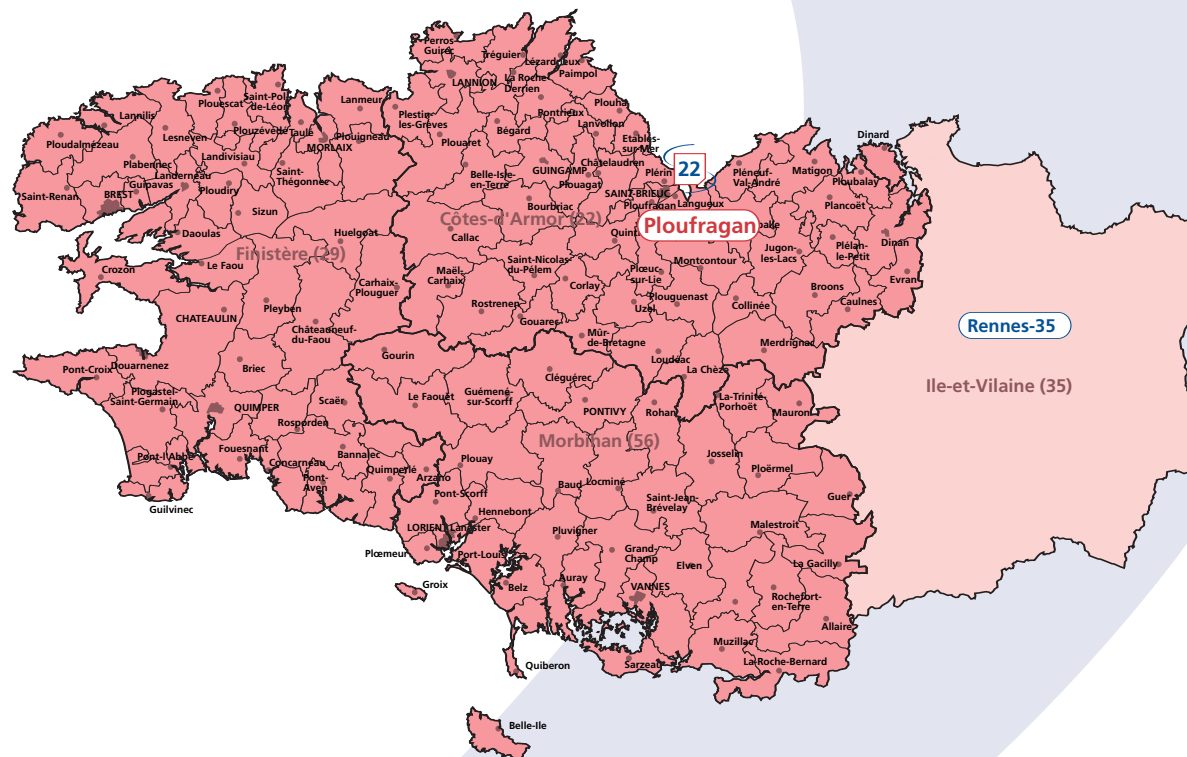 Perros-
Guirec
Tréguier
Lézardrieux
Paimpol
LANNION
La Roche-
Derrien
Pontrieux
Plouha
Lanvollon
Etables-
sur-Mer
Bégard
Plestin-
les-Grèves
Plouaret
Châtelaudren
GUINGAMP
Plouagat
Belle-Isle-
en-Terre
Bourbriac
Plérin
22
SAINT-BRIEUC
Ploufragan
Langueux
Ploufragan
Pléneuf-
Val-André
Matignon
Dinard
Ploubalay
Plancoët
Jugon-
les-Lacs
Plélan-
le-Petit
Dinan
Evran
Broons
Caulnes
Côtes-d'Armor (22)
Callac
Saint-Nicolas-
du-Pélem
Maël-
Carhaix
Corlay
Plœuc-
sur-Lie
Montcontour
Plouguenast
Uzel
Collinée
Rostrenen
Gouarec
Mûr-
de-Bretagne
Merdrignac
Loudéac
La Chèze
Lannilis
Plouescat
Saint-Pol-
de-Léon
Lanmeur
Ploudalmézeau
Lesneven
Plouzévédé
Taulé
Plouigneau
MORLAIX
Plabennec
Landivisiau
Landerneau
Guipavas
Saint-
Thégonnec
Ploudiry
Saint-Renan
BREST
Sizun
Daoulas
Huelgoat
Finistère (29)
Crozon
Le Faou
Carhaix-
Plouguer
Pleyben
CHATEAULIN
Châteauneuf-
du-Faou
Pont-Croix
Douarnenez
Briec
Plogastel-
Saint-Germain
QUIMPER
Scaër
Rosporden
Pont-l'Abbé
Fouesnant
Concarneau
Bannalec
Quimperlé
Arzano
Pont-
Aven
Guilvinec
Gourin
Le Faouët
Guémené-
sur-Scorff
Cléguérec
PONTIVY
Rohan
La-Trinité-
Porhoët
Mauron
Morbihan (56)
Josselin
Ploërmel
Plouay
Pont-Scorff
Baud
Locminé
Saint-Jean-
Brévelay
Guer
Hennebont
LORIENT
Lanester
Pluvigner
Malestroit
Plœmeur
Port-Louis
Grand-
Champ
Elven
La Gacilly
Groix
Belz
Auray
VANNES
Rochefort-
en-Terre
Allaire
Muzillac
Quiberon
Sarzeau
La-Roche-Bernard
Belle-Ile
Rennes-35
Ile-et-Vilaine (35)